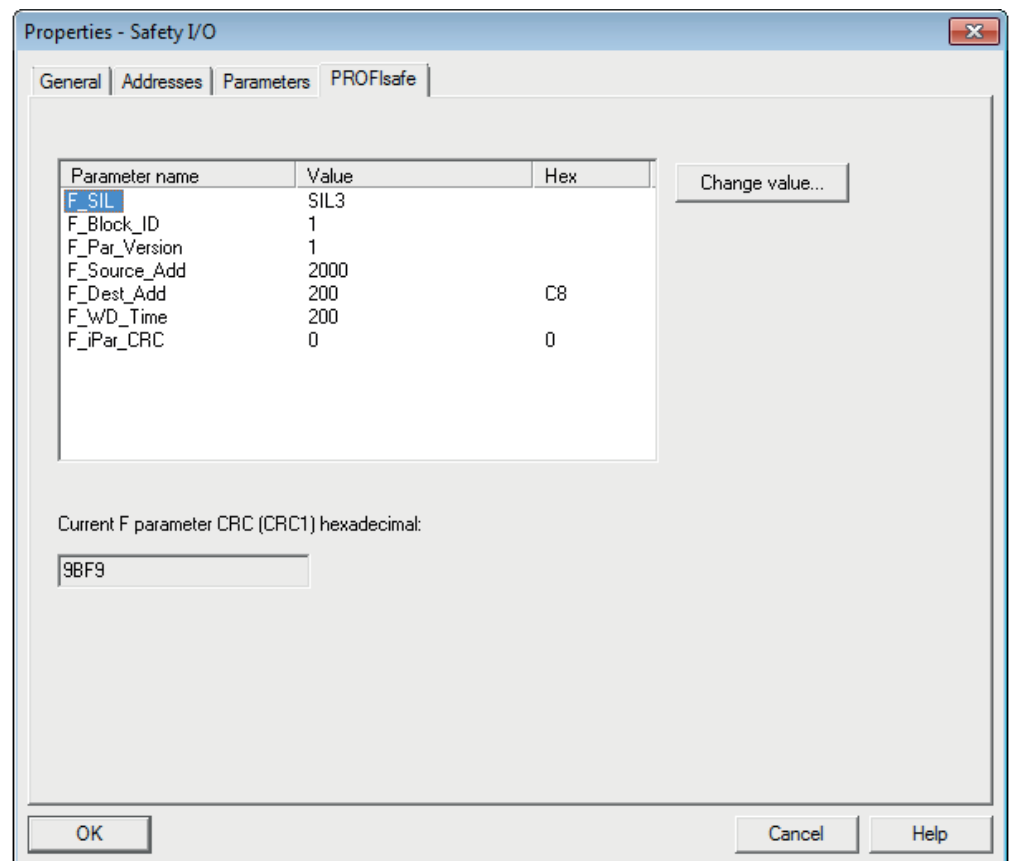 Properties - Safety I/O
General Addresses Parameters PROFIsafe
Parameter name Value Hex
Change value...
F_SIL SIL3
F_Block_ID 1
F_Par_Version 1
F_Source_Add 2000
F_Dest_Add 200 C8
F_WD_Time 200
F_iPar_CRC 0 0
Current F parameter CRC (CRC1) hexadecimal:
9BF9
OK Cancel Help